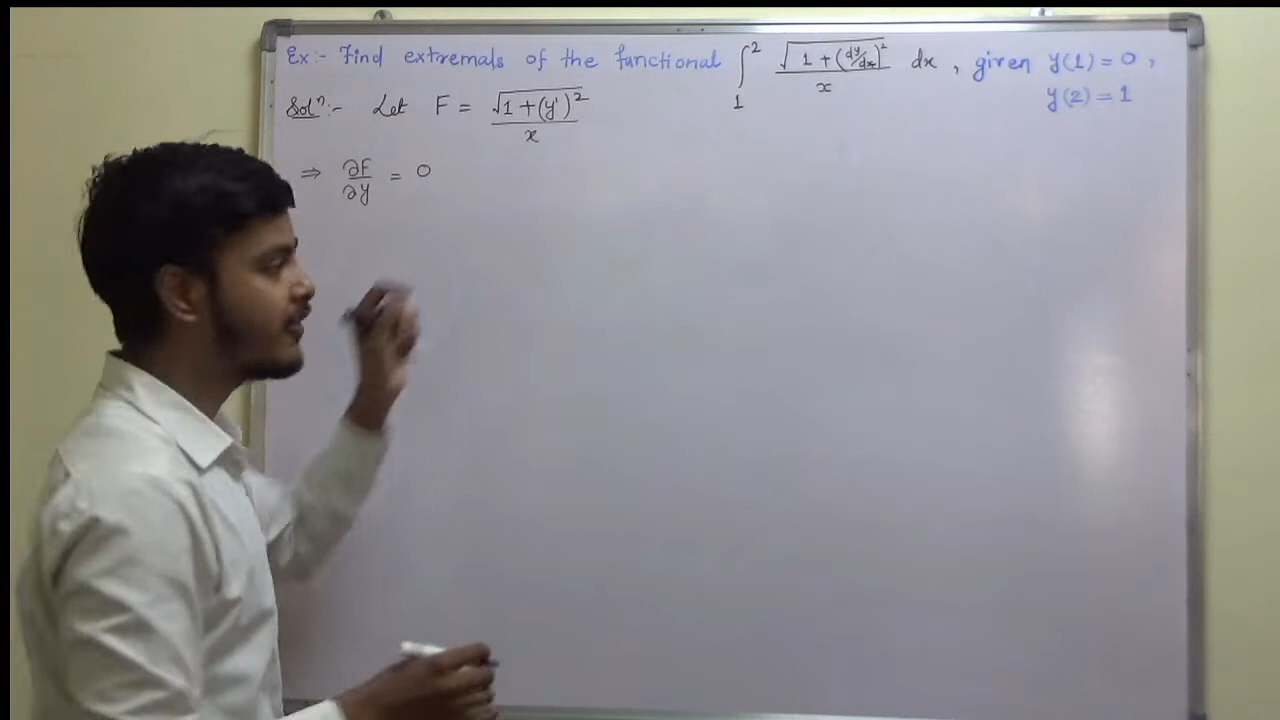 Ex:- Find extremals of the functional ∫₁² √(1 + (dy/dx)²) / x dx , given y(1) = 0 ,
y(2) = 1
Solⁿ:- Let F = √(1 + (y')²) / x
⇒ ∂F/∂y = 0